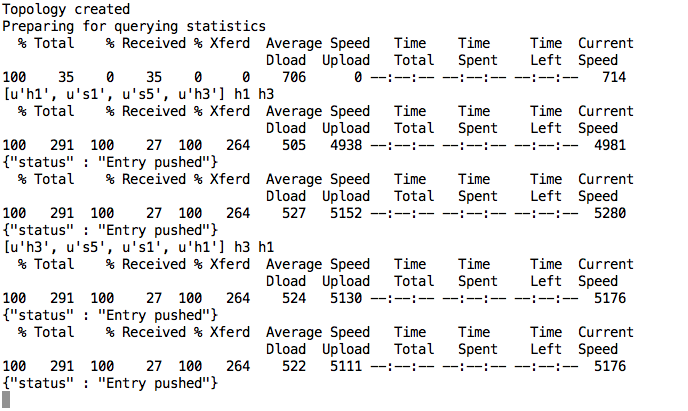 Topology created
Preparing for querying statistics
  % Total    % Received % Xferd  Average Speed   Time    Time     Time  Current
                                 Dload  Upload   Total   Spent    Left  Speed
100    35    0    35    0     0    706      0 --:--:-- --:--:-- --:--:--   714
[u'h1', u's1', u's5', u'h3'] h1 h3
  % Total    % Received % Xferd  Average Speed   Time    Time     Time  Current
                                 Dload  Upload   Total   Spent    Left  Speed
100   291  100    27  100   264    505   4938 --:--:-- --:--:-- --:--:--  4981
{"status" : "Entry pushed"}
  % Total    % Received % Xferd  Average Speed   Time    Time     Time  Current
                                 Dload  Upload   Total   Spent    Left  Speed
100   291  100    27  100   264    527   5152 --:--:-- --:--:-- --:--:--  5280
{"status" : "Entry pushed"}
[u'h3', u's5', u's1', u'h1'] h3 h1
  % Total    % Received % Xferd  Average Speed   Time    Time     Time  Current
                                 Dload  Upload   Total   Spent    Left  Speed
100   291  100    27  100   264    524   5130 --:--:-- --:--:-- --:--:--  5176
{"status" : "Entry pushed"}
  % Total    % Received % Xferd  Average Speed   Time    Time     Time  Current
                                 Dload  Upload   Total   Spent    Left  Speed
100   291  100    27  100   264    522   5111 --:--:-- --:--:-- --:--:--  5176
{"status" : "Entry pushed"}